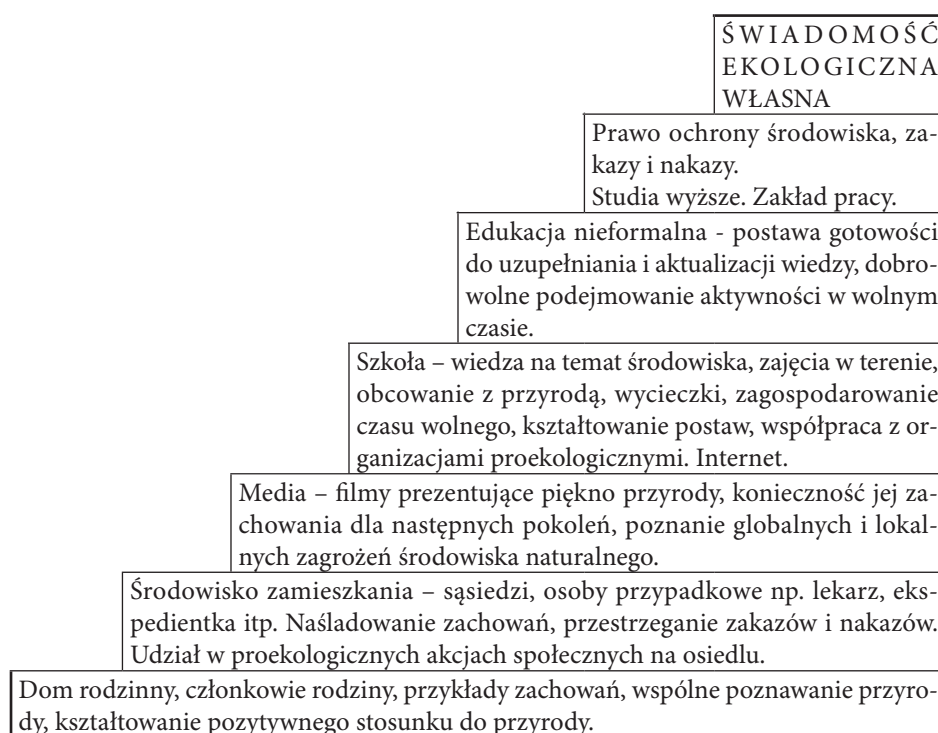 ŚWIADOMOŚĆ
EKOLOGICZNA
WŁASNA
Prawo ochrony środowiska, za-
kazy i nakazy.
Studia wyższe. Zakład pracy.
Edukacja nieformalna - postawa gotowości
do uzupełniania i aktualizacji wiedzy, dobro-
wolne podejmowanie aktywności w wolnym
czasie.
Szkoła – wiedza na temat środowiska, zajęcia w terenie,
obcowanie z przyrodą, wycieczki, zagospodarowanie
czasu wolnego, kształtowanie postaw, współpraca z or-
ganizacjami proekologicznymi. Internet.
Media – filmy prezentujące piękno przyrody, konieczność jej za-
chowania dla następnych pokoleń, poznanie globalnych i lokal-
nych zagrożeń środowiska naturalnego.
Środowisko zamieszkania – sąsiedzi, osoby przypadkowe np. lekarz, eks-
pedientka itp. Naśladowanie zachowań, przestrzeganie zakazów i nakazów.
Udział w proekologicznych akcjach społecznych na osiedlu.
Dom rodzinny, członkowie rodziny, przykłady zachowań, wspólne poznawanie przyro-
dy, kształtowanie pozytywnego stosunku do przyrody.